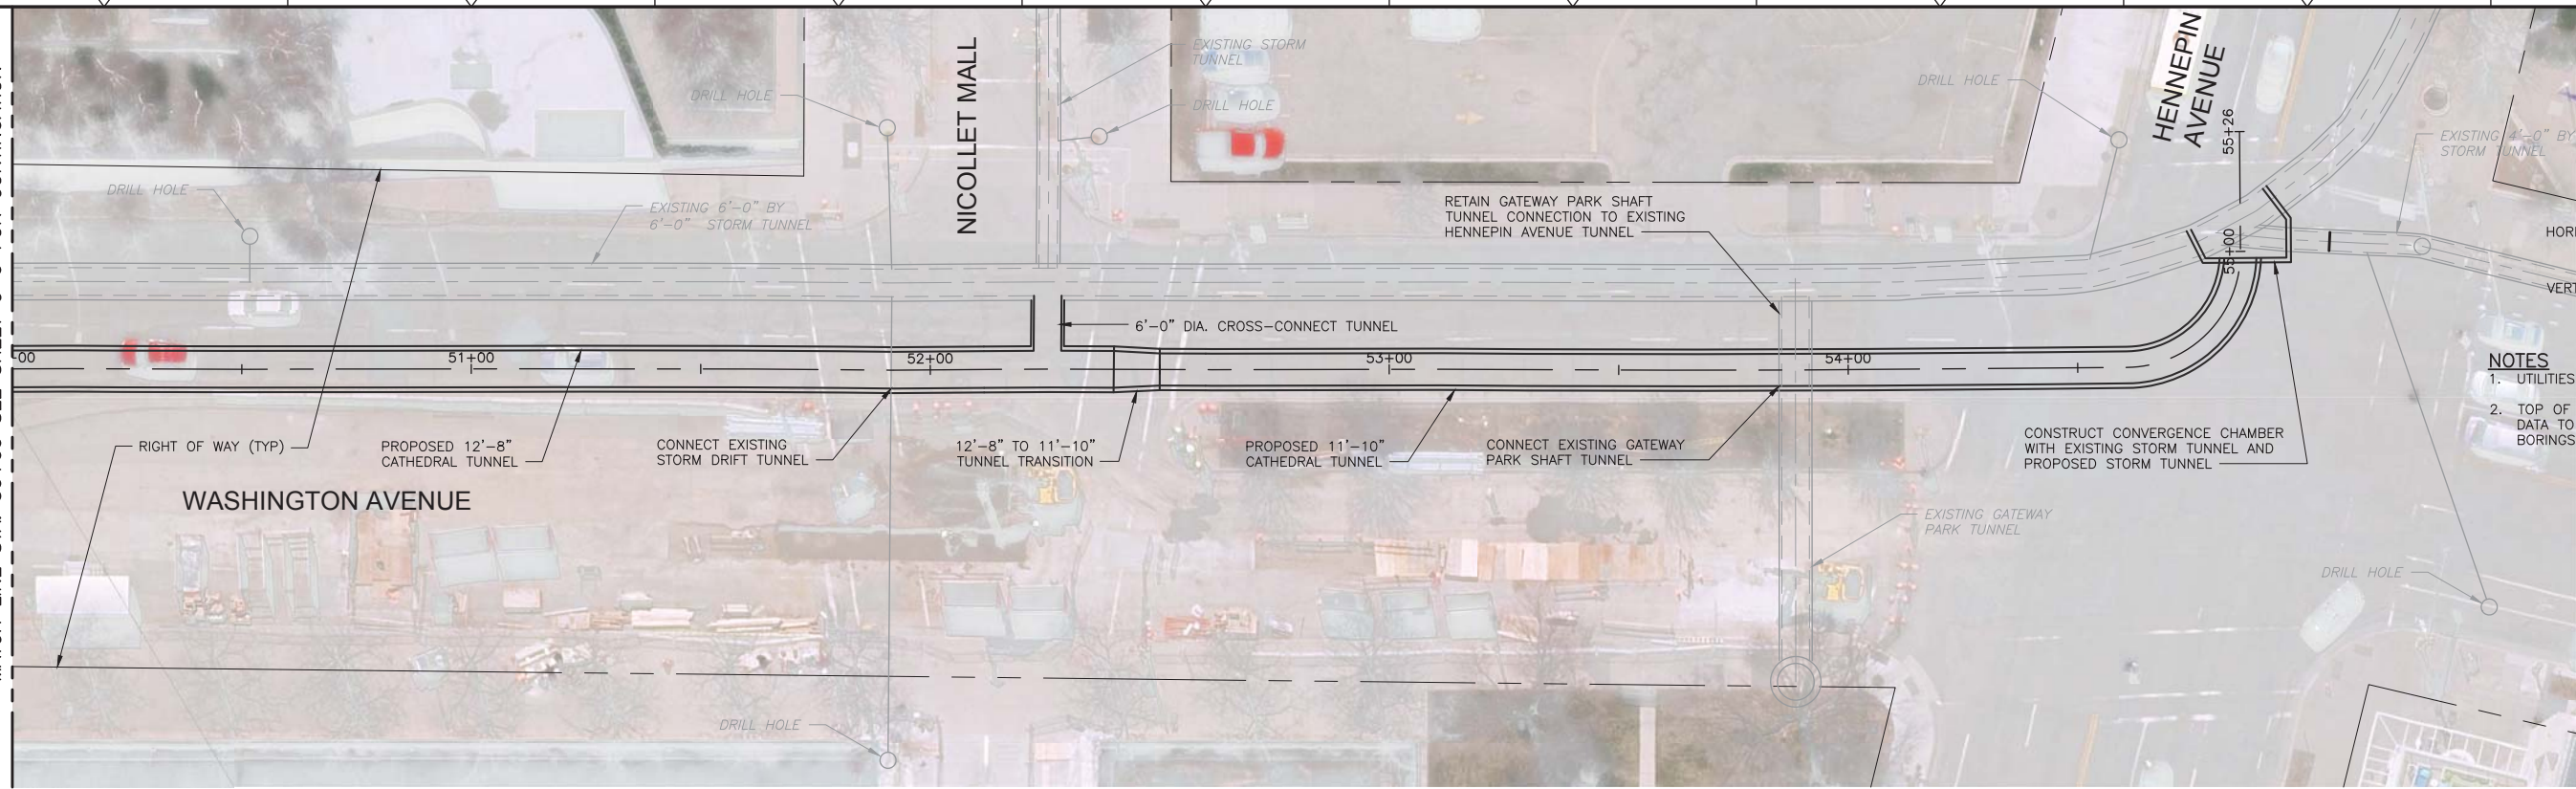 EXISTING STORM
TUNNEL
DRILL HOLE
DRILL HOLE
DRILL HOLE
NICOLLET MALL
HENNEPIN
AVENUE
55+26
55+00
EXISTING 4'-0" BY
STORM TUNNEL
DRILL HOLE
EXISTING 6'-0" BY
6'-0" STORM TUNNEL
RETAIN GATEWAY PARK SHAFT
TUNNEL CONNECTION TO EXISTING
HENNEPIN AVENUE TUNNEL
6'-0" DIA. CROSS-CONNECT TUNNEL
00
51+00
52+00
53+00
54+00
NOTES
1. UTILITIES
2. TOP OF
DATA TO
BORINGS
RIGHT OF WAY (TYP)
PROPOSED 12'-8"
CATHEDRAL TUNNEL
CONNECT EXISTING
STORM DRIFT TUNNEL
12'-8" TO 11'-10"
TUNNEL TRANSITION
PROPOSED 11'-10"
CATHEDRAL TUNNEL
CONNECT EXISTING GATEWAY
PARK SHAFT TUNNEL
CONSTRUCT CONVERGENCE CHAMBER
WITH EXISTING STORM TUNNEL AND
PROPOSED STORM TUNNEL
WASHINGTON AVENUE
EXISTING GATEWAY
PARK TUNNEL
DRILL HOLE
DRILL HOLE